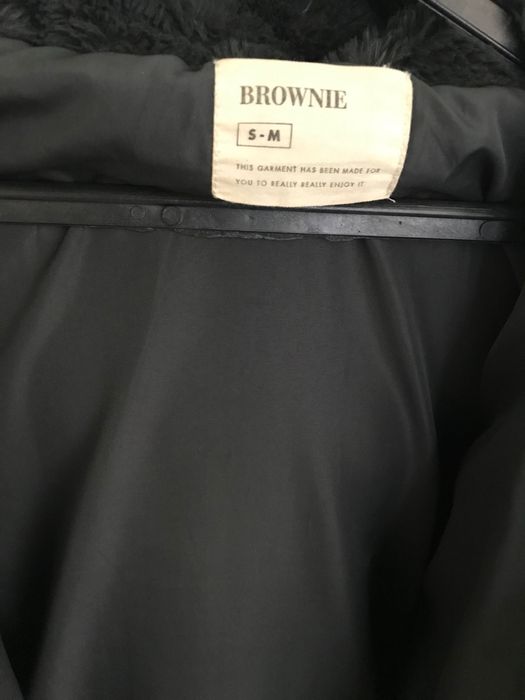 BROWNIE
S-M
THIS GARMENT HAS BEEN MADE FOR
YOU TO REALLY REALLY ENJOY IT